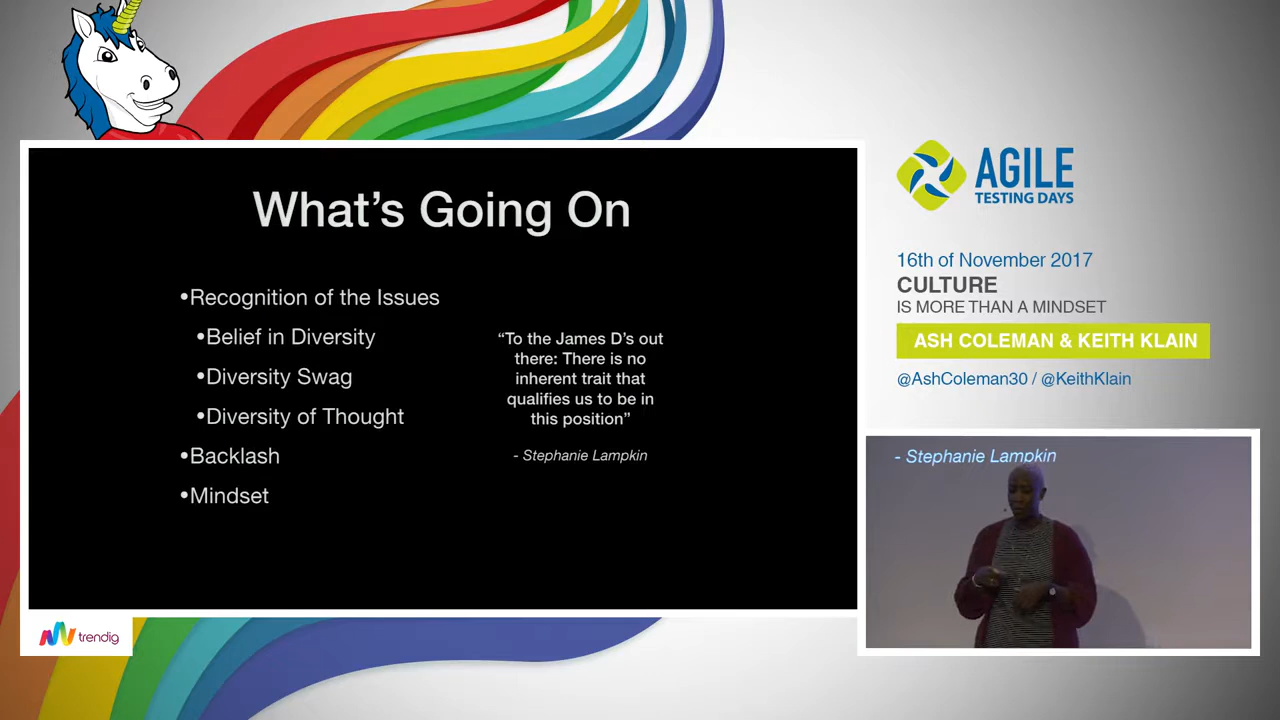 What's Going On
•Recognition of the Issues
•Belief in Diversity
•Diversity Swag
•Diversity of Thought
•Backlash
•Mindset
“To the James D's out
there: There is no
inherent trait that
qualifies us to be in
this position”
- Stephanie Lampkin
AGILE
TESTING DAYS
16th of November 2017
CULTURE
IS MORE THAN A MINDSET
ASH COLEMAN & KEITH KLAIN
@AshColeman30 / @KeithKlain
- Stephanie Lampkin
trendig